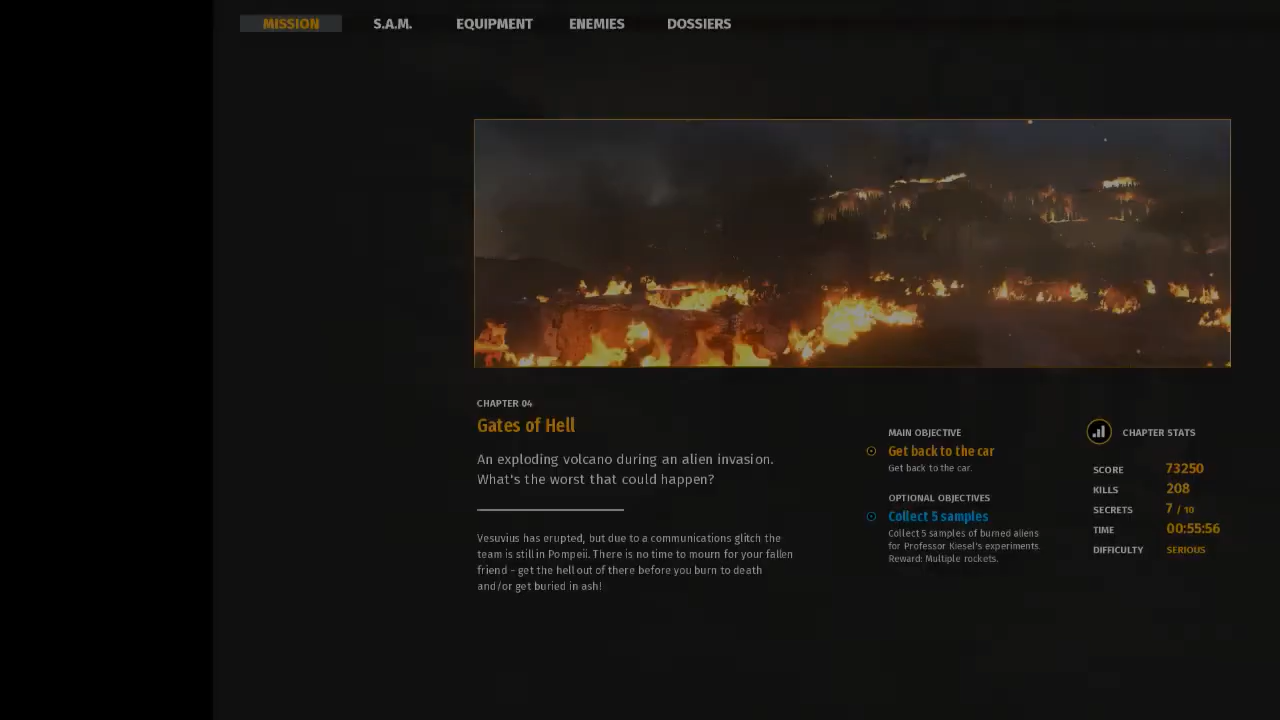 MISSION
S.A.M.
EQUIPMENT
ENEMIES
DOSSIERS
CHAPTER 04
Gates of Hell
An exploding volcano during an alien invasion.
What's the worst that could happen?
Vesuvius has erupted, but due to a communications glitch the
team is still in Pompeii. There is no time to mourn for your fallen
friend - get the hell out of there before you burn to death
and/or get buried in ash!
MAIN OBJECTIVE
Get back to the car
Get back to the car.
OPTIONAL OBJECTIVES
Collect 5 samples
Collect 5 samples of burned aliens
for Professor Kiesel's experiments.
Reward: Multiple rockets.
CHAPTER STATS
SCORE 73250
KILLS 208
SECRETS 7 / 10
TIME 00:55:56
DIFFICULTY SERIOUS